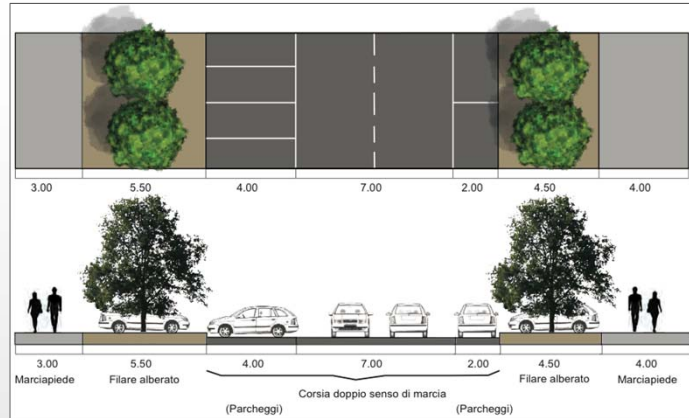 3.00 5.50 4.00 7.00 2.00 4.50 4.00
3.00 5.50 4.00 7.00 2.00 4.50 4.00
Marciapiede Filare alberato Corsia doppio senso di marcia Filare alberato Marciapiede
(Parcheggi) (Parcheggi)